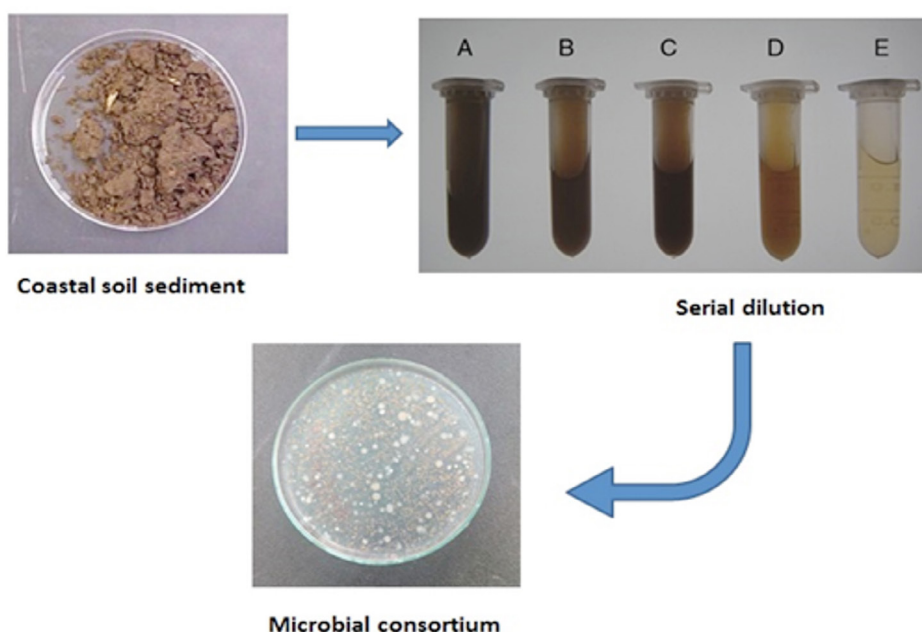 A B C D E
Coastal soil sediment
Serial dilution
Microbial consortium